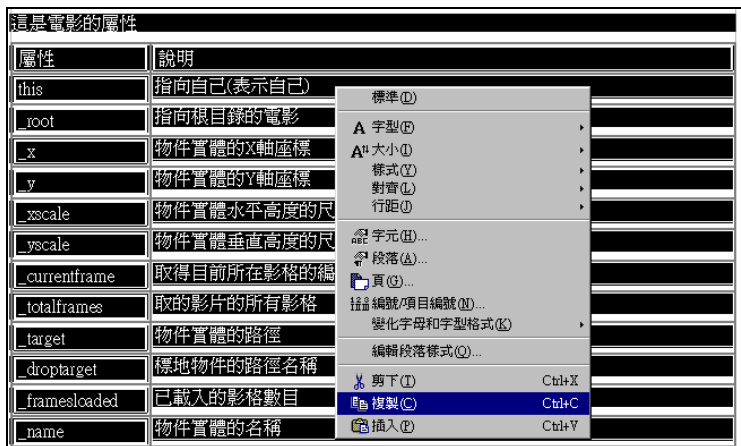 這是電影的屬性
屬性 說明
this 指向自己(表示自己)
_root 指向根目錄的電影
_x 物件實體的X軸座標
_y 物件實體的Y軸座標
_xscale 物件實體水平高度的尺
_yscale 物件實體垂直高度的尺
_currentframe 取得目前所在影格的編
_totalframes 取的影片的所有影格
_target 物件實體的路徑
_droptarget 標地物件的路徑名稱
_framesloaded 已載入的影格數目
_name 物件實體的名稱
標準(D)
字型(F)
大小(I)
樣式(Y)
對齊(L)
行距(J)
字元(H)...
段落(A)...
頁(G)...
編號/項目編號(N)...
變化字母和字型格式(K)
編輯段落樣式(Q)...
剪下(T) Ctrl+X
複製(C) Ctrl+C
插入(P) Ctrl+V